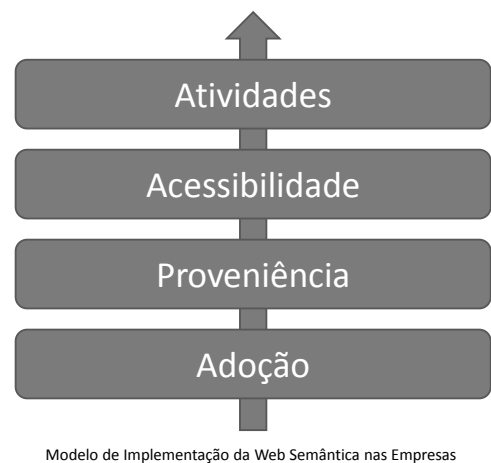 Atividades
Acessibilidade
Proveniência
Adoção
Modelo de Implementação da Web Semântica nas Empresas